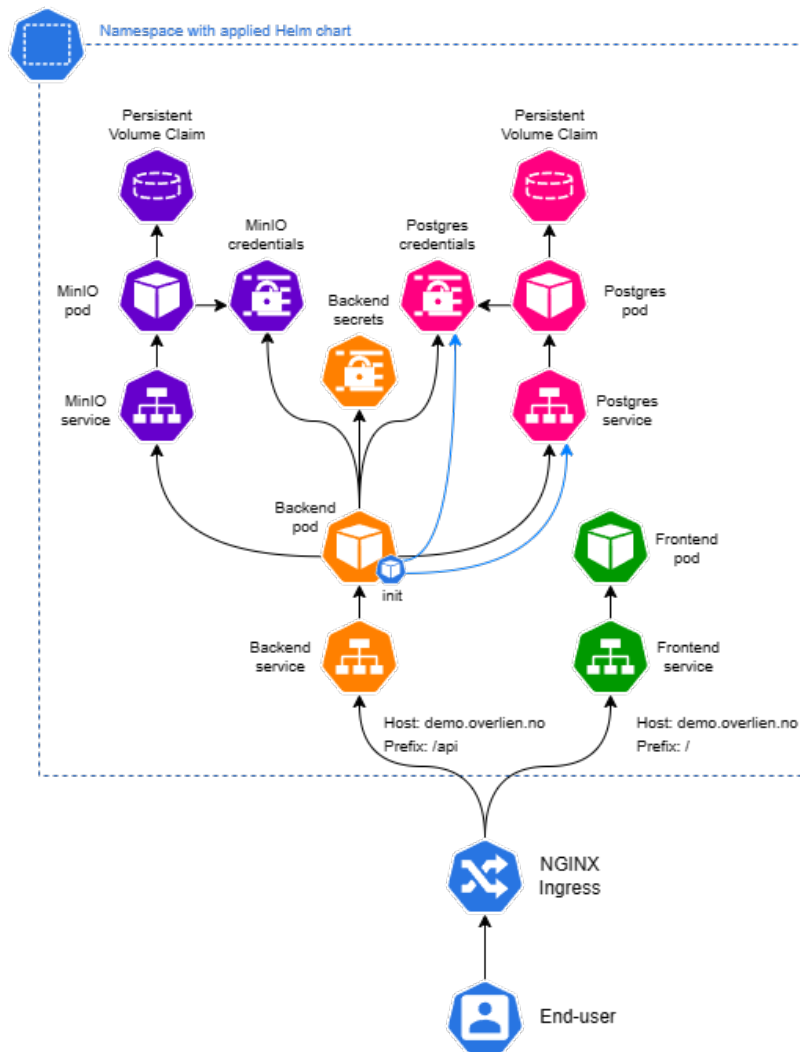 Namespace with applied Helm chart
Persistent
Volume Claim
Persistent
Volume Claim
MinIO
credentials
Postgres
credentials
MinIO
pod
Backend
secrets
Postgres
pod
MinIO
service
Postgres
service
Backend
pod
Frontend
pod
init
Backend
service
Frontend
service
Host: demo.overlien.no
Prefix: /api
Host: demo.overlien.no
Prefix: /
NGINX
Ingress
End-user